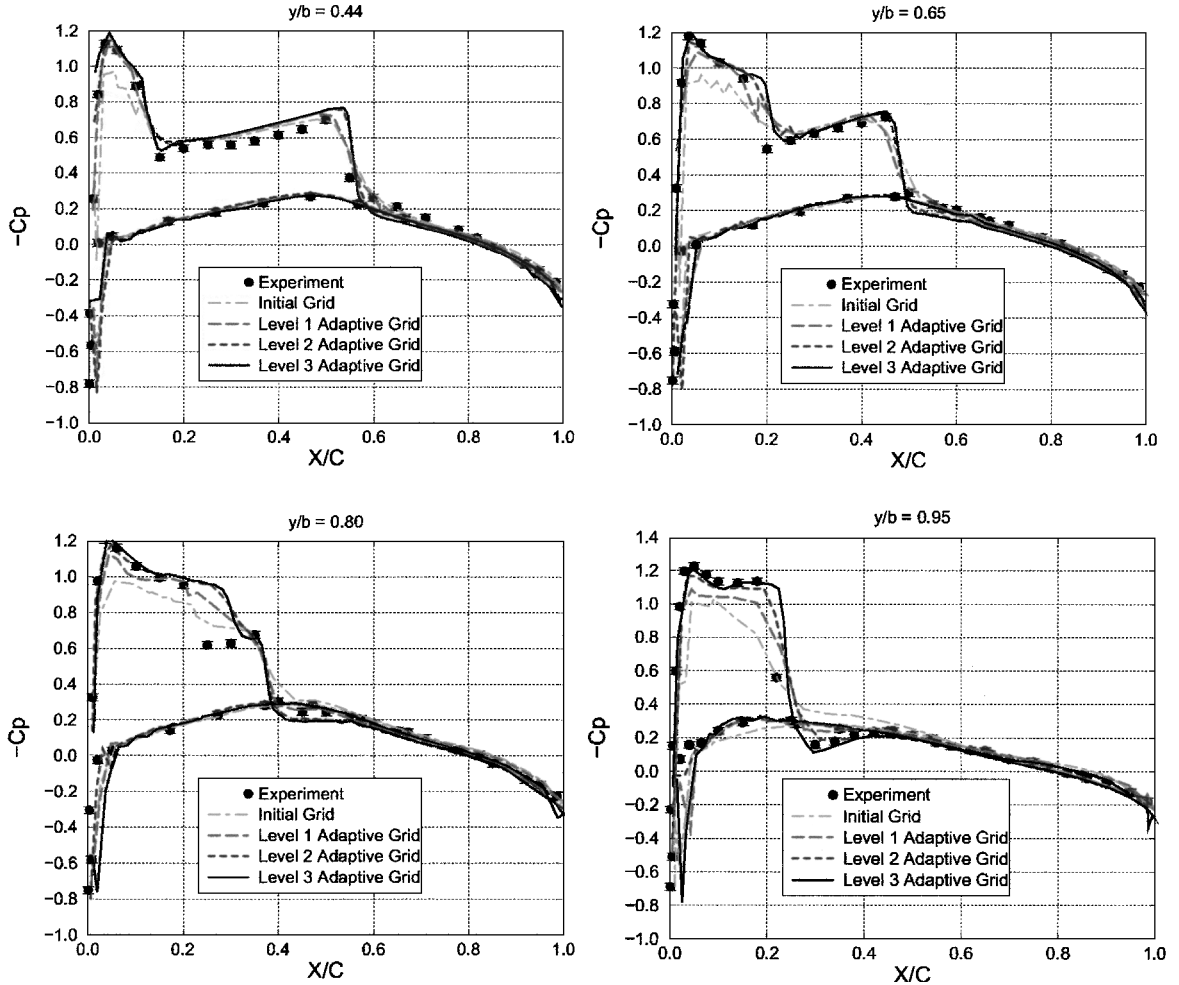 y/b = 0.44
1.2
1.0
0.8
0.6
0.4
0.2
0.0
−0.2
−0.4
−0.6
−0.8
−1.0
−Cp
Experiment
Initial Grid
Level 1 Adaptive Grid
Level 2 Adaptive Grid
Level 3 Adaptive Grid
0.0 0.2 0.4 0.6 0.8 1.0
X/C
y/b = 0.65
1.2
1.0
0.8
0.6
0.4
0.2
0.0
−0.2
−0.4
−0.6
−0.8
−1.0
−Cp
Experiment
Initial Grid
Level 1 Adaptive Grid
Level 2 Adaptive Grid
Level 3 Adaptive Grid
0.0 0.2 0.4 0.6 0.8 1.0
X/C
y/b = 0.80
1.2
1.0
0.8
0.6
0.4
0.2
0.0
−0.2
−0.4
−0.6
−0.8
−1.0
−Cp
Experiment
Initial Grid
Level 1 Adaptive Grid
Level 2 Adaptive Grid
Level 3 Adaptive Grid
0.0 0.2 0.4 0.6 0.8 1.0
X/C
y/b = 0.95
1.4
1.2
1.0
0.8
0.6
0.4
0.2
0.0
−0.2
−0.4
−0.6
−0.8
−1.0
−Cp
Experiment
Initial Grid
Level 1 Adaptive Grid
Level 2 Adaptive Grid
Level 3 Adaptive Grid
0.0 0.2 0.4 0.6 0.8 1.0
X/C